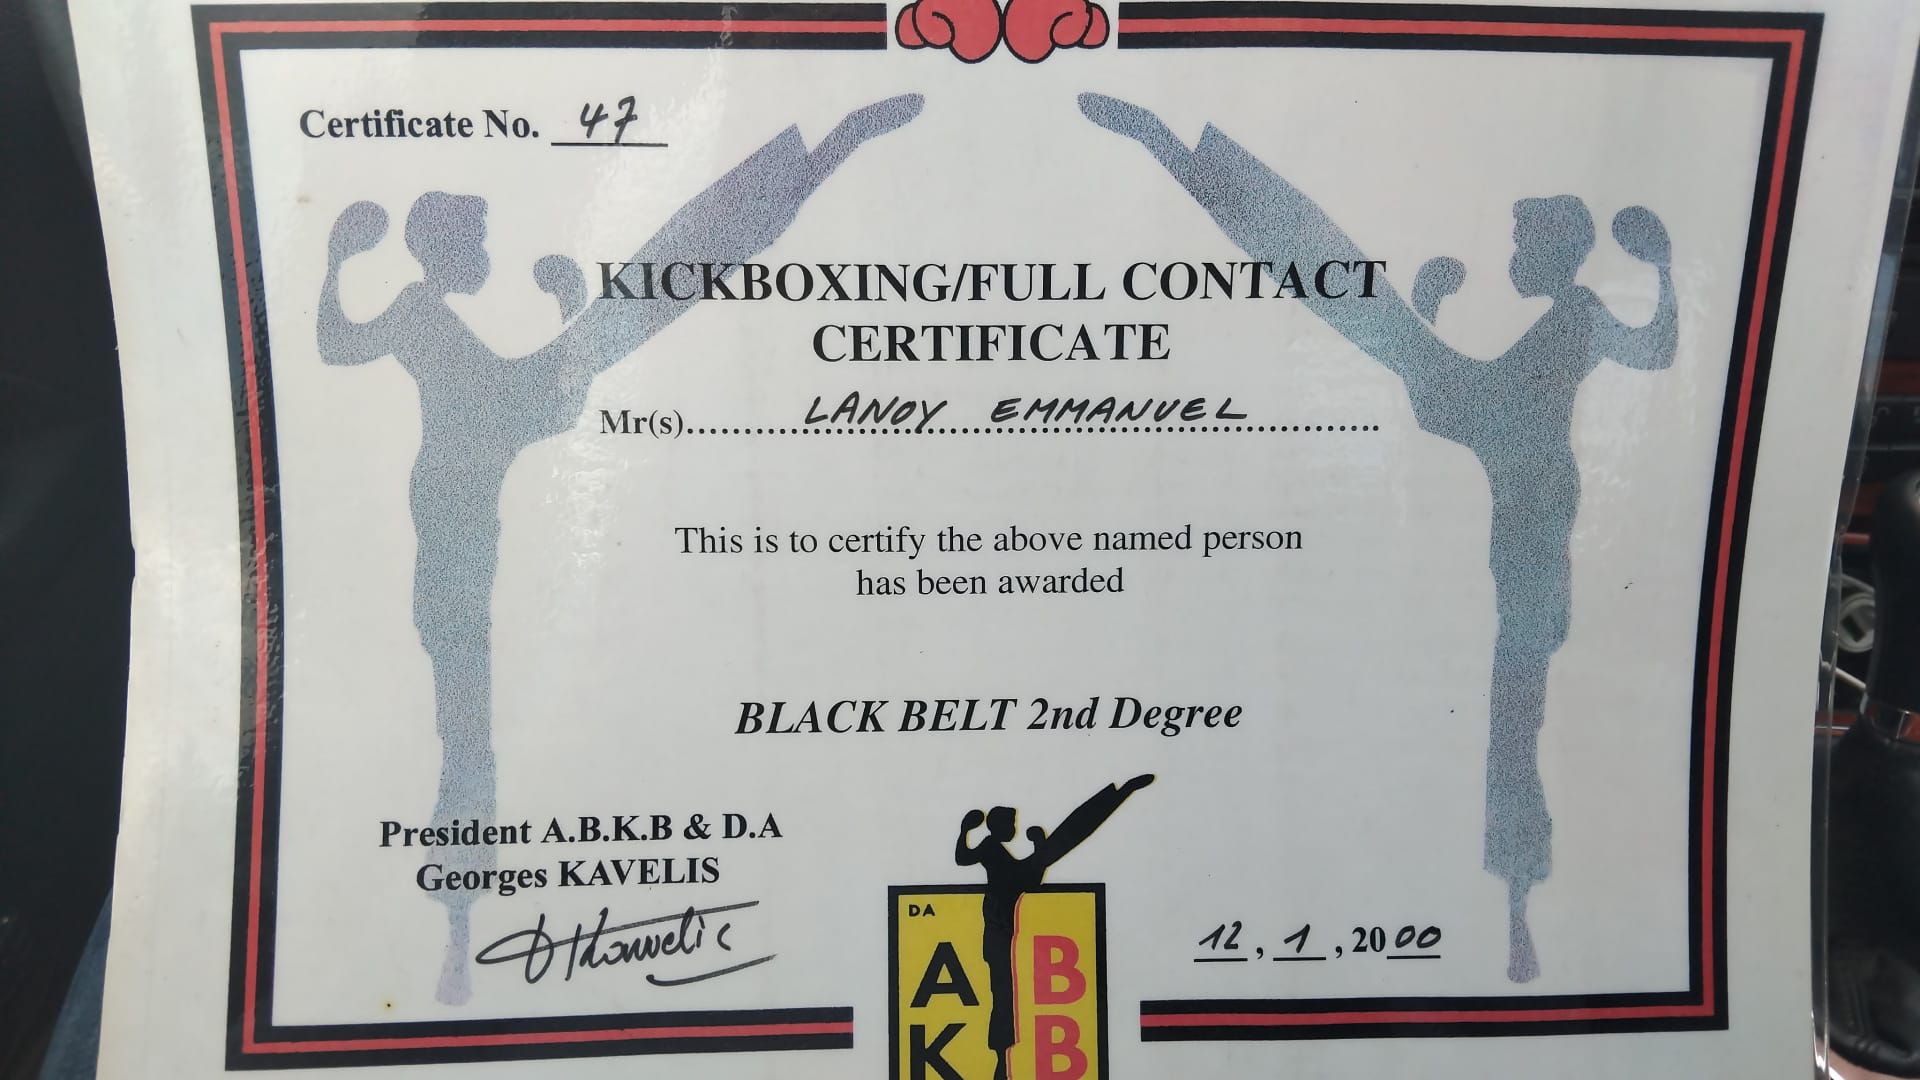 Certificate No. 47
KICKBOXING/FULL CONTACT
CERTIFICATE
Mr(s)..........LANOY EMMANUEL..........
This is to certify the above named person
has been awarded
BLACK BELT 2nd Degree
President A.B.K.B & D.A
Georges KAVELIS
DA
A B
K B
12, 1, 2000